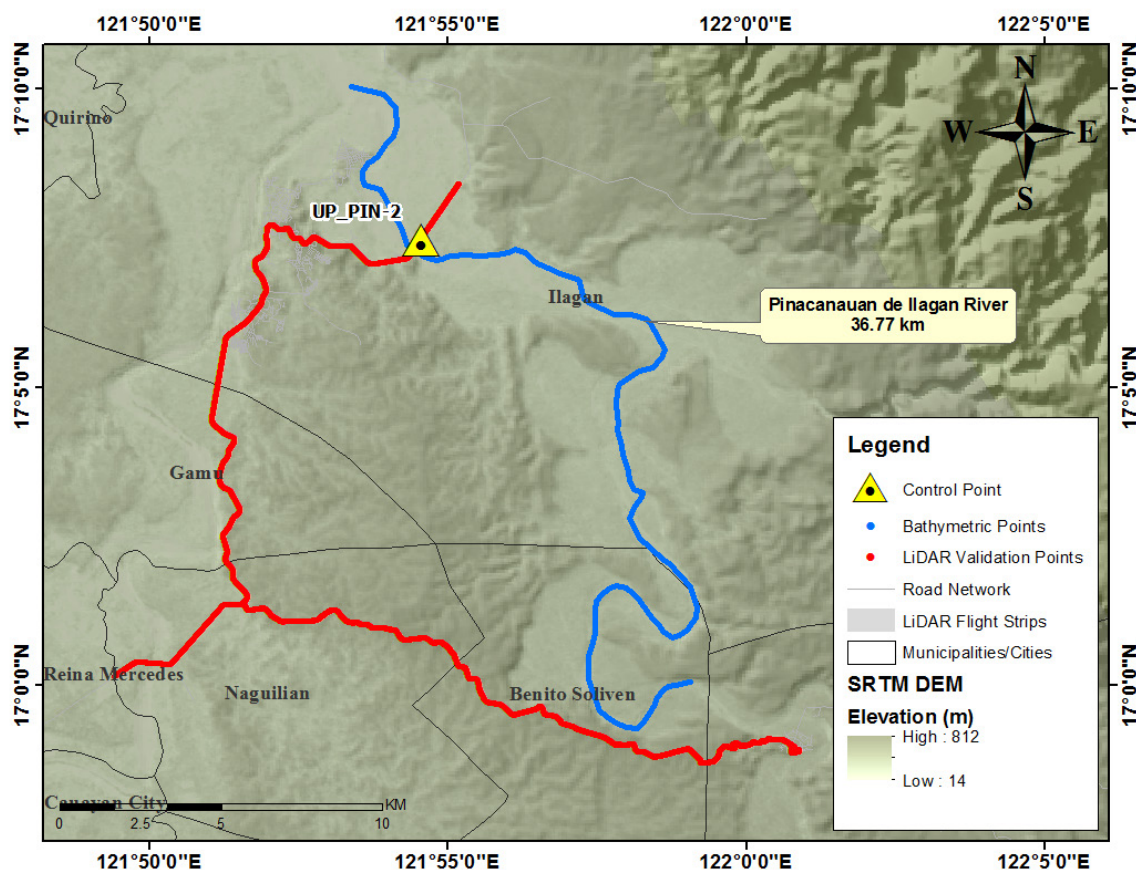 121°50'0"E 121°55'0"E 122°0'0"E 122°5'0"E
17°10'0"N 17°10'0"N
N
W E
S
Quirino
UP_PIN-2
Ilagan
Pinacanauan de Ilagan River
36.77 km
17°5'0"N 17°5'0"N
Gamu
Legend
Control Point
Bathymetric Points
LiDAR Validation Points
Road Network
LiDAR Flight Strips
Municipalities/Cities
SRTM DEM
Elevation (m)
High : 812
Low : 14
17°0'0"N 17°0'0"N
Reina Mercedes
Naguilian
Benito Soliven
Cauayan City
KM
0 2.5 5 10
121°50'0"E 121°55'0"E 122°0'0"E 122°5'0"E